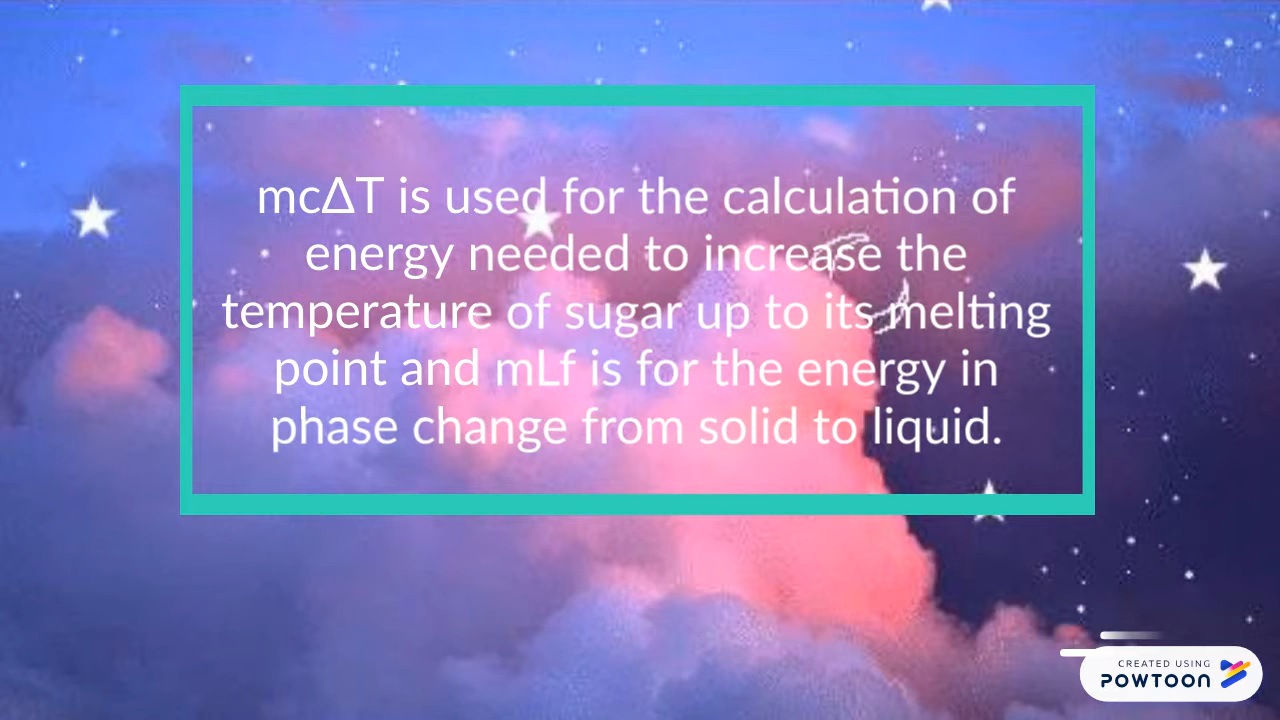 mcΔT is used for the calculation of
energy needed to increase the
temperature of sugar up to its melting
point and mLf is for the energy in
phase change from solid to liquid.
CREATED USING
POWTOON